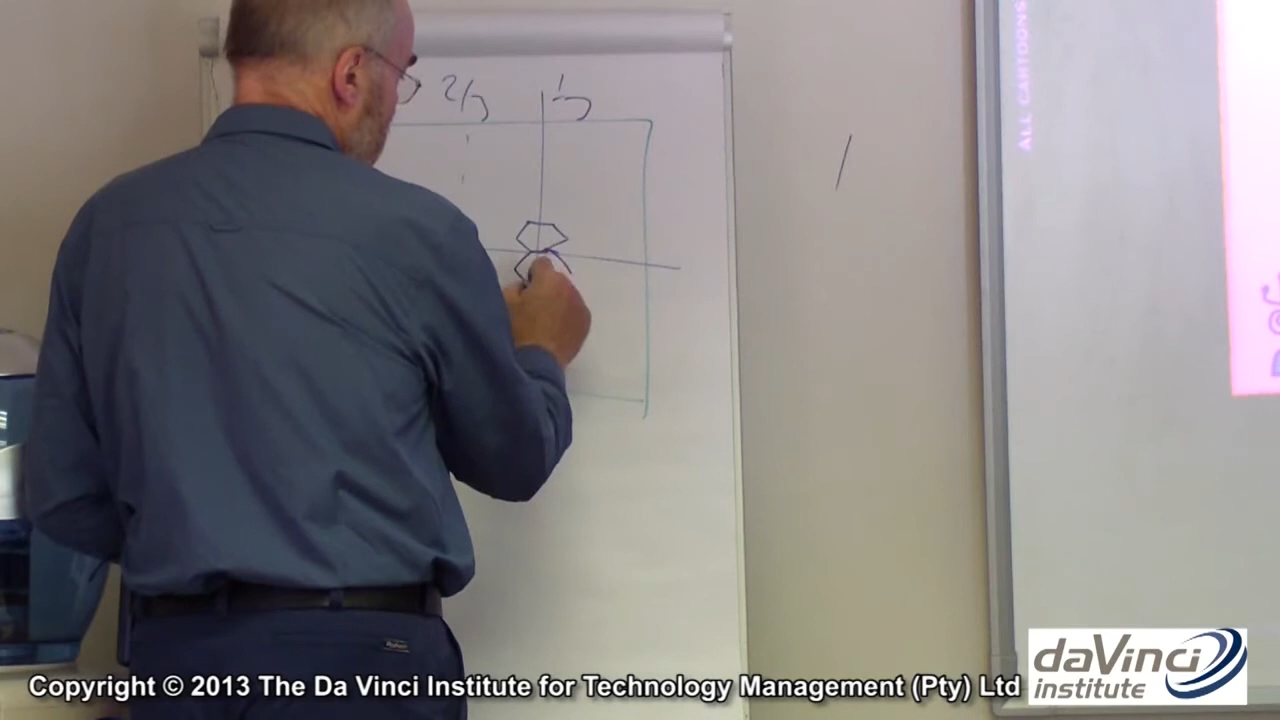 2/3 1/3
ALL CARTOONS
Copyright © 2013 The Da Vinci Institute for Technology Management (Pty) Ltd
daVinci
institute